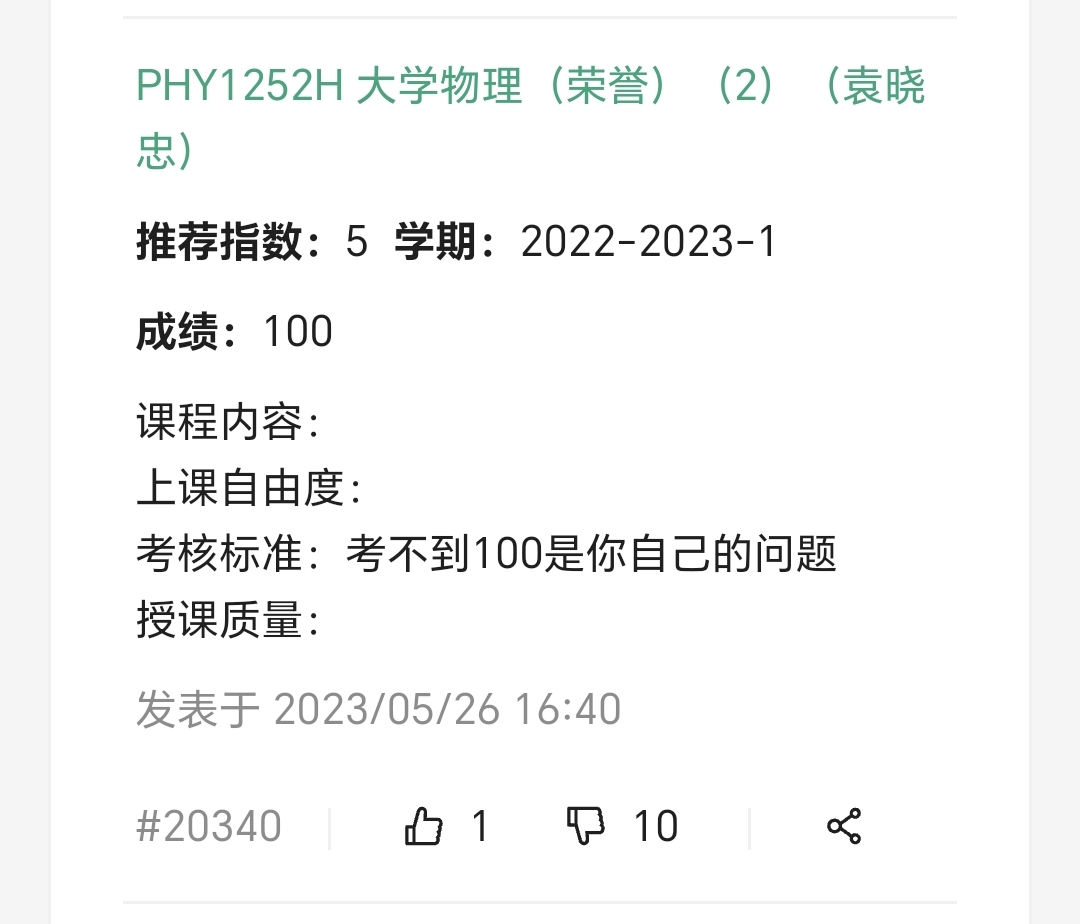 PHY1252H 大学物理（荣誉）（2）（袁晓
忠）
推荐指数：5 学期：2022-2023-1
成绩：100
课程内容：
上课自由度：
考核标准：考不到100是你自己的问题
授课质量：
发表于 2023/05/26 16:40
#20340 1 10